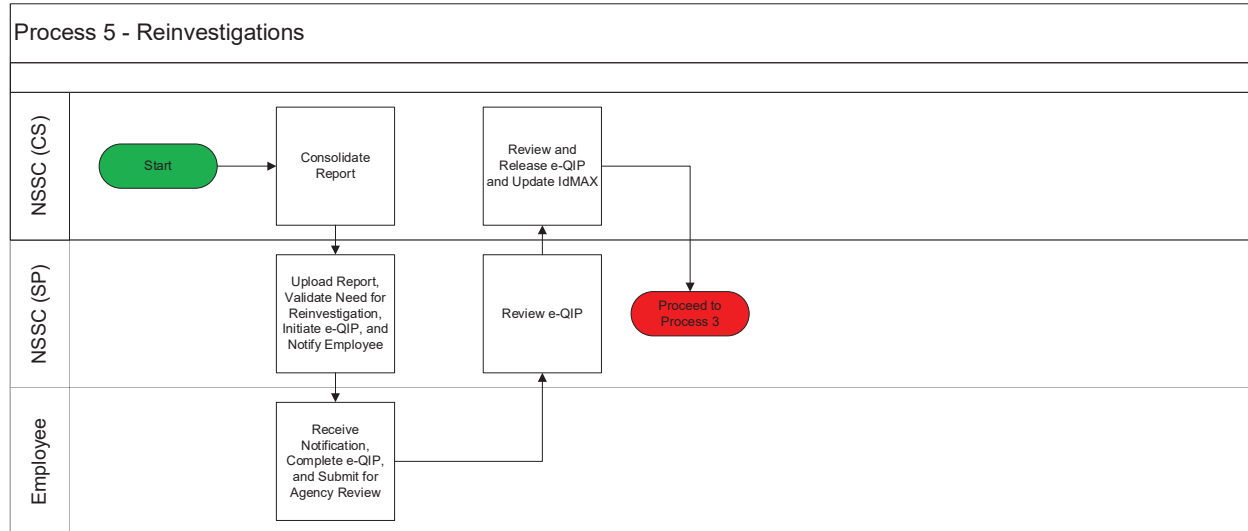 Process 5 - Reinvestigations
NSSC (CS)
Start
Consolidate
Report
Review and
Release e-QIP
and Update IdMAX
NSSC (SP)
Upload Report,
Validate Need for
Reinvestigation,
Initiate e-QIP, and
Notify Employee
Review e-QIP
Proceed to
Process 3
Employee
Receive
Notification,
Complete e-QIP,
and Submit for
Agency Review